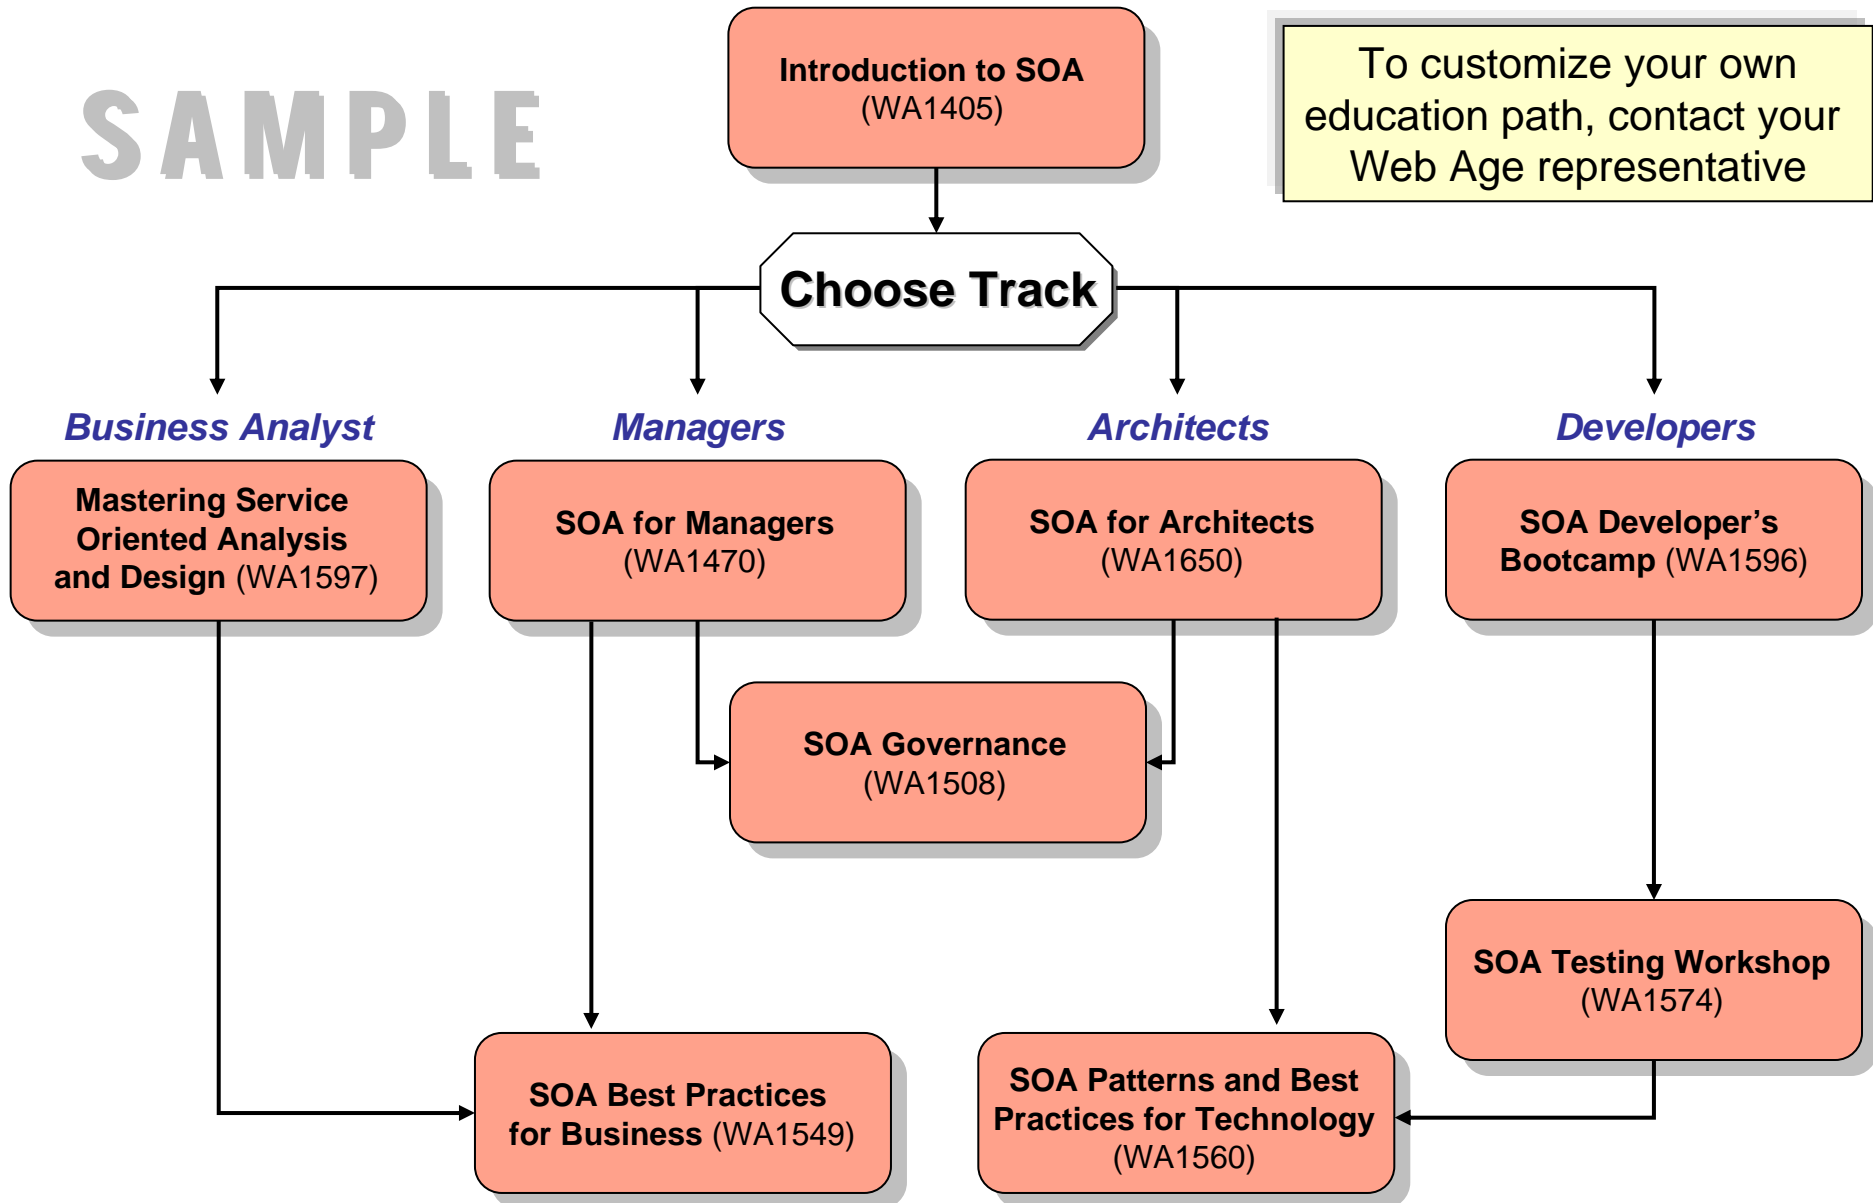 SAMPLE
Introduction to SOA
(WA1405)
To customize your own
education path, contact your
Web Age representative
Choose Track
Business Analyst
Managers
Architects
Developers
Mastering Service
Oriented Analysis
and Design (WA1597)
SOA for Managers
(WA1470)
SOA for Architects
(WA1650)
SOA Developer’s
Bootcamp (WA1596)
SOA Governance
(WA1508)
SOA Testing Workshop
(WA1574)
SOA Best Practices
for Business (WA1549)
SOA Patterns and Best
Practices for Technology
(WA1560)